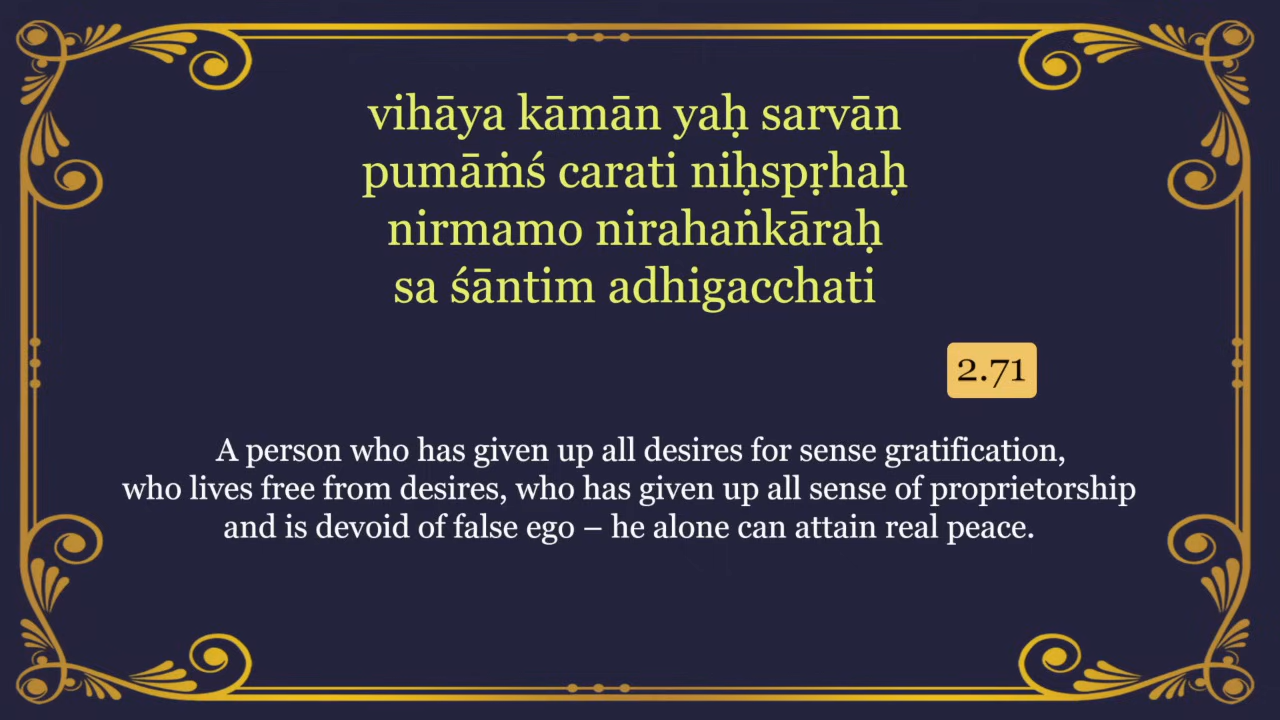 vihāya kāmān yaḥ sarvān
pumāṁś carati niḥspṛhaḥ
nirmamo nirahaṅkāraḥ
sa śāntim adhigacchati
2.71
A person who has given up all desires for sense gratification,
who lives free from desires, who has given up all sense of proprietorship
and is devoid of false ego – he alone can attain real peace.